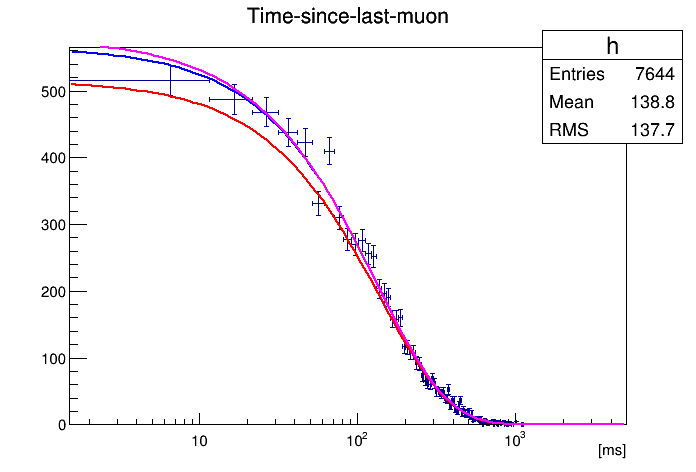 Time-since-last-muon
h
Entries 7644
Mean 138.8
RMS 137.7
500
400
300
200
100
0
10 10² 10³
[ms]